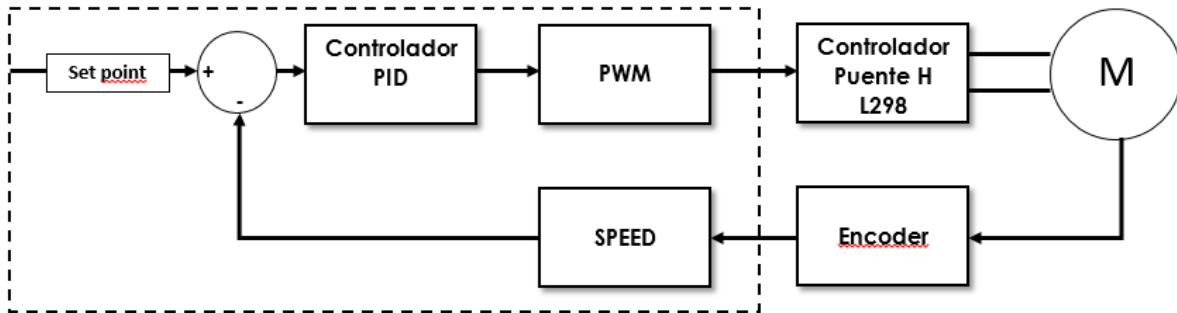 Set point
+
-
Controlador
PID
PWM
Controlador
Puente H
L298
M
SPEED
Encoder